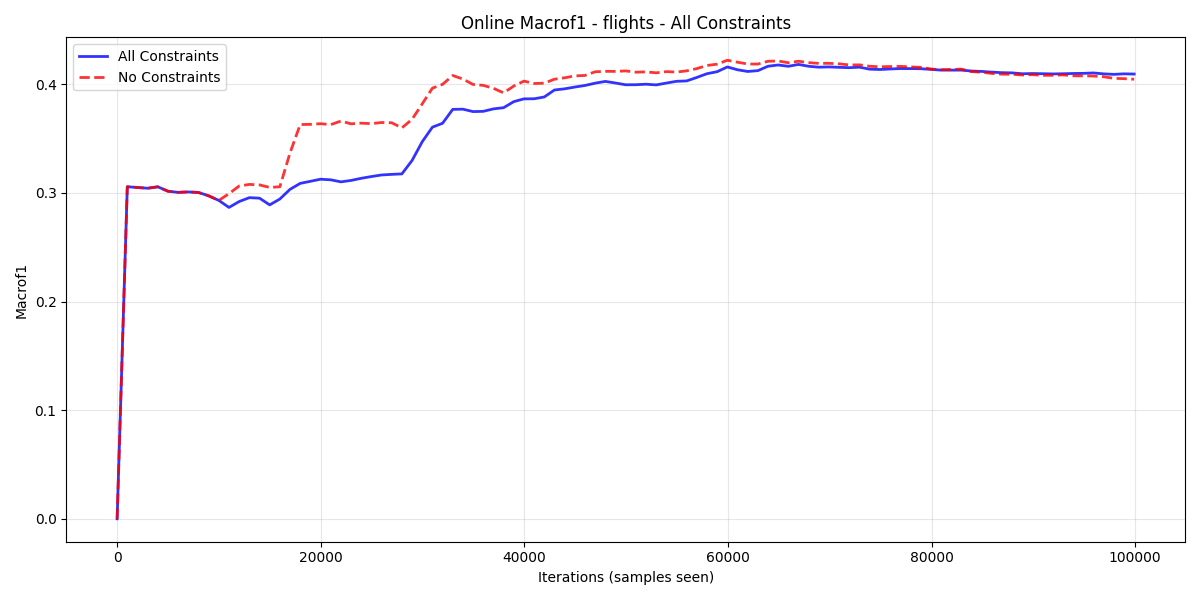 Online Macrof1 - flights - All Constraints
All Constraints
No Constraints
Macrof1
0.4
0.3
0.2
0.1
0.0
0
20000
40000
60000
80000
100000
Iterations (samples seen)